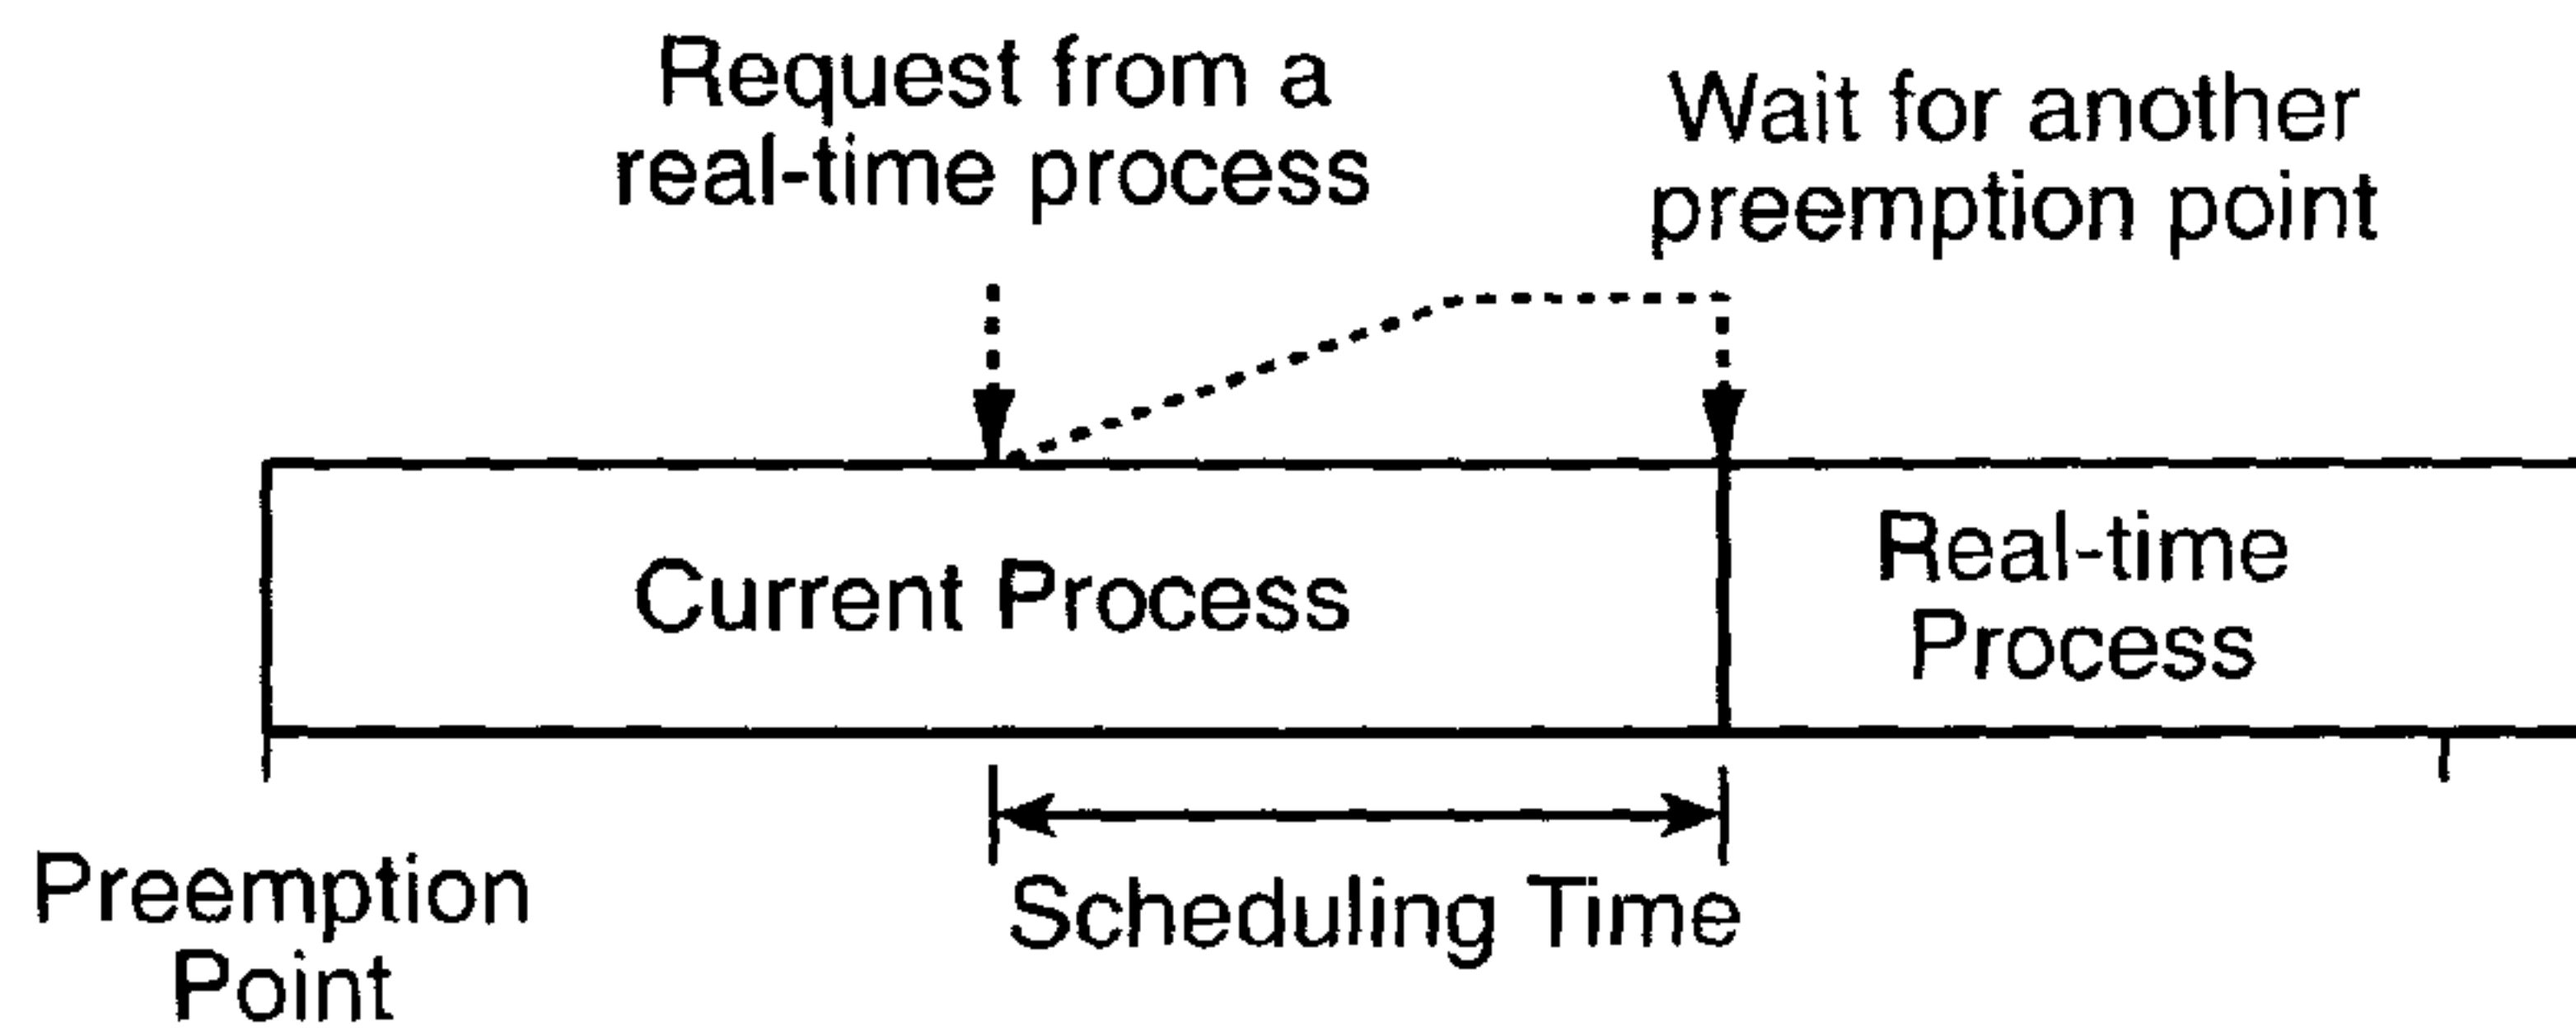 Request from a
real-time process
Wait for another
preemption point
Current Process
Real-time
Process
Scheduling Time
Preemption
Point